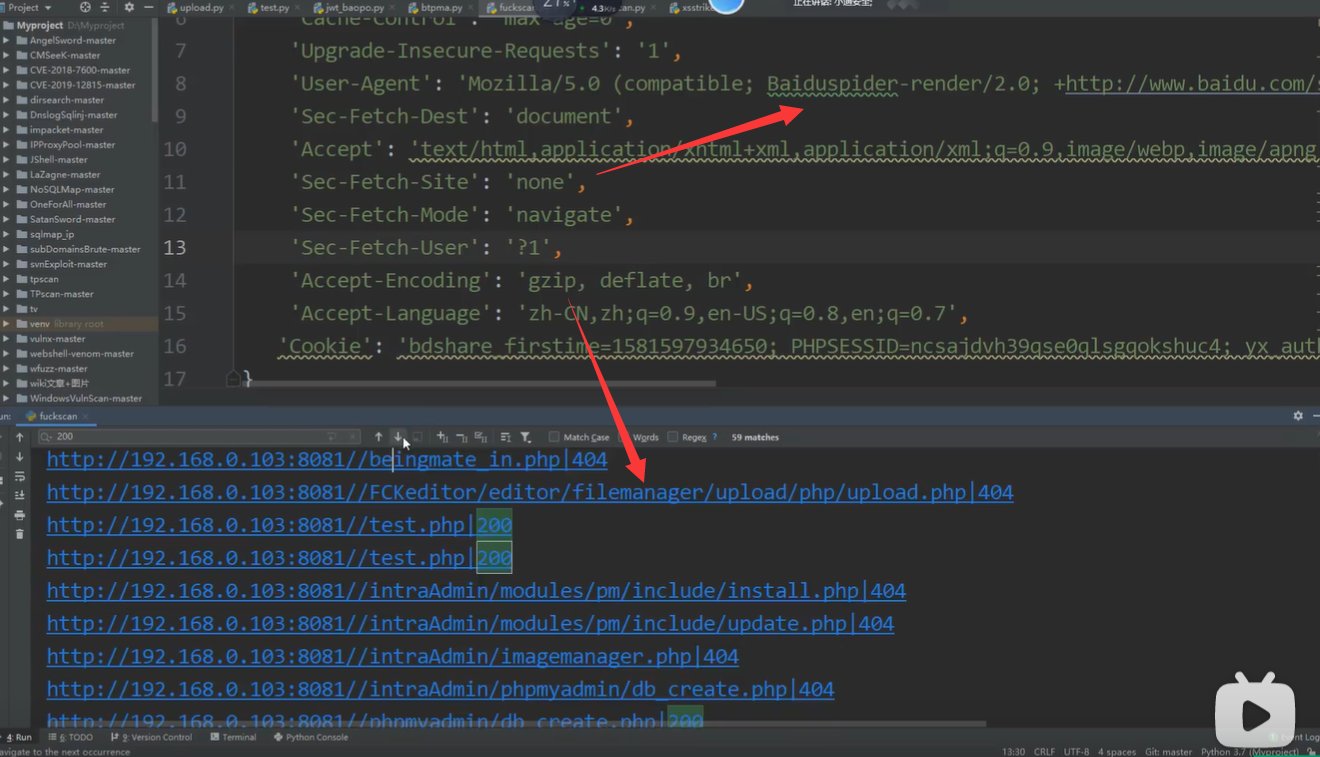 Project
upload.py
test.py
jwt_baopo.py
btpma.py
fuckscan
4.3K/s
an.py
xsstrike
正在讲话: 小迪安全;
Myproject D:\Myproject
AngelSword-master
CMSeeK-master
CVE-2018-7600-master
CVE-2019-12815-master
dirsearch-master
DnslogSqlinj-master
impacket-master
IPProxyPool-master
JShell-master
LaZagne-master
NoSQLMap-master
OneForAll-master
SatanSword-master
sqlmap_ip
subDomainsBrute-master
svnExploit-master
tpscan
TPscan-master
tv
venv library root
vulnx-master
webshell-venom-master
wfuzz-master
wiki文章+图片
WindowsVulnScan-master
6 'Cache-Control' 'max-age=0',
7 'Upgrade-Insecure-Requests': '1',
8 'User-Agent': 'Mozilla/5.0 (compatible; Baiduspider-render/2.0; +http://www.baidu.com/s
9 'Sec-Fetch-Dest': 'document',
10 'Accept': 'text/html,application/xhtml+xml,application/xml;q=0.9,image/webp,image/apng
11 'Sec-Fetch-Site': 'none',
12 'Sec-Fetch-Mode': 'navigate',
13 'Sec-Fetch-User': '?1',
14 'Accept-Encoding': 'gzip, deflate, br',
15 'Accept-Language': 'zh-CN,zh;q=0.9,en-US;q=0.8,en;q=0.7',
16 'Cookie': 'bdshare_firstime=1581597934650; PHPSESSID=ncsajdvh39qse0qlsgqokshuc4; yx_aut
17 }
un: fuckscan
200
Match Case
Words
Regex ?
59 matches
http://192.168.0.103:8081//beingmate_in.php|404
http://192.168.0.103:8081//FCKeditor/editor/filemanager/upload/php/upload.php|404
http://192.168.0.103:8081//test.php|200
http://192.168.0.103:8081//test.php|200
http://192.168.0.103:8081//intraAdmin/modules/pm/include/install.php|404
http://192.168.0.103:8081//intraAdmin/modules/pm/include/update.php|404
http://192.168.0.103:8081//intraAdmin/imagemanager.php|404
http://192.168.0.103:8081//intraAdmin/phpmyadmin/db_create.php|404
http://192.168.0.103:8081//phpmyadmin/db_create.php|200
4: Run
6: TODO
9: Version Control
Terminal
Python Console
Event Log
avigate to the next occurrence
13:30 CRLF UTF-8 4 spaces Git: master Python 3.7 (Myproject)